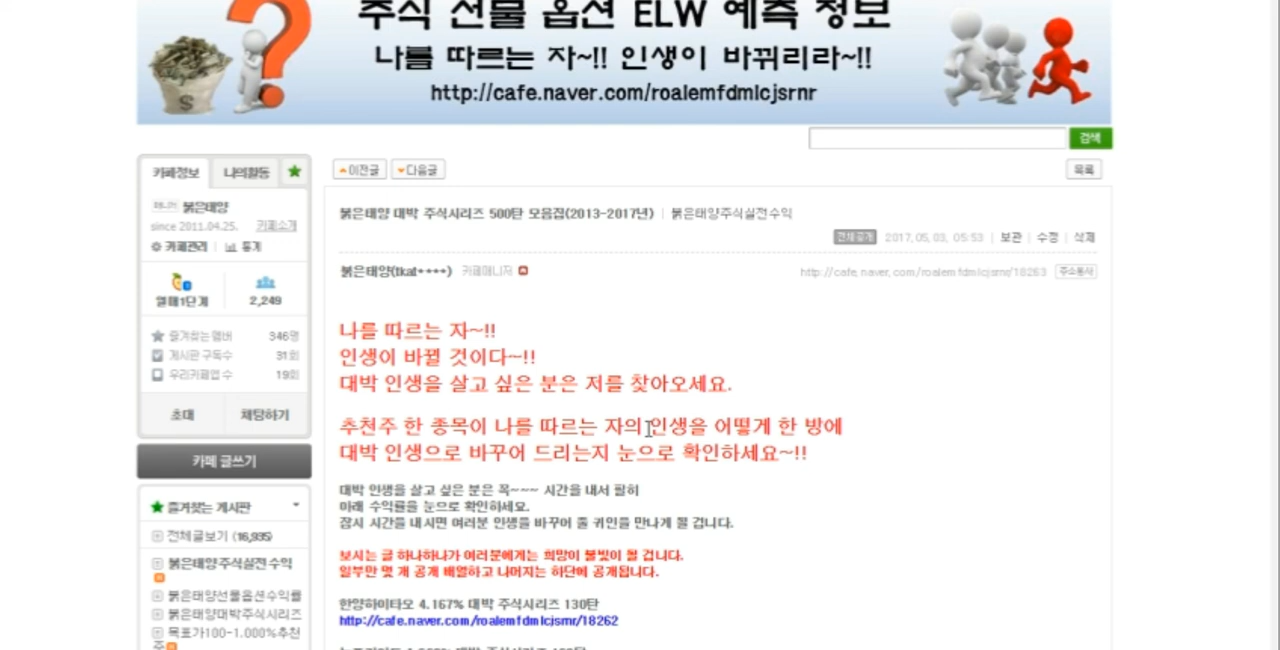 주식 선물 옵션 ELW 예측 정보
나를 따르는 자~!! 인생이 바뀌리라~!!
http://cafe.naver.com/roalemfdmlcjsrnr
검색
카페정보 나의활동
이전글 다음글 목록
매니저 붉은태양
since 2011.04.25. 카페소개
카페관리 통계
열매1단계 2,249
즐겨찾는 멤버 346명
게시판 구독수 31회
우리카페앱 수 19회
초대 채팅하기
카페 글쓰기
즐겨찾는 게시판
전체글보기 (16,935)
붉은태양주식실전 수익
붉은태양선물옵션수익률
붉은태양대박주식시리즈
목표가100-1.000%추천
주
붉은태양 대박 주식시리즈 500탄 모음집(2013-2017년) | 붉은태양주식실전수익
전체공개 2017.05.03. 05:53 | 보관 | 수정 | 삭제
붉은태양(tkat****) 카페매니저
http://cafe.naver.com/roalemfdmlcjsrnr/18263 주소복사
나를 따르는 자~!!
인생이 바뀔 것이다~!!
대박 인생을 살고 싶은 분은 저를 찾아오세요.
추천주 한 종목이 나를 따르는 자의 인생을 어떻게 한 방에
대박 인생으로 바꾸어 드리는지 눈으로 확인하세요~!!
대박 인생을 살고 싶은 분은 꼭~~~ 시간을 내서 필히
아래 수익률을 눈으로 확인하세요.
잠시 시간을 내시면 여러분 인생을 바꾸어 줄 귀인을 만나게 될 겁니다.
보시는 글 하나하나가 여러분에게는 희망이 불빛이 될 겁니다.
일부만 몇 개 공개 배열하고 나머지는 하단에 공개됩니다.
한양하이타오 4.167% 대박 주식시리즈 130탄
http://cafe.naver.com/roalemfdmlcjsrnr/18262